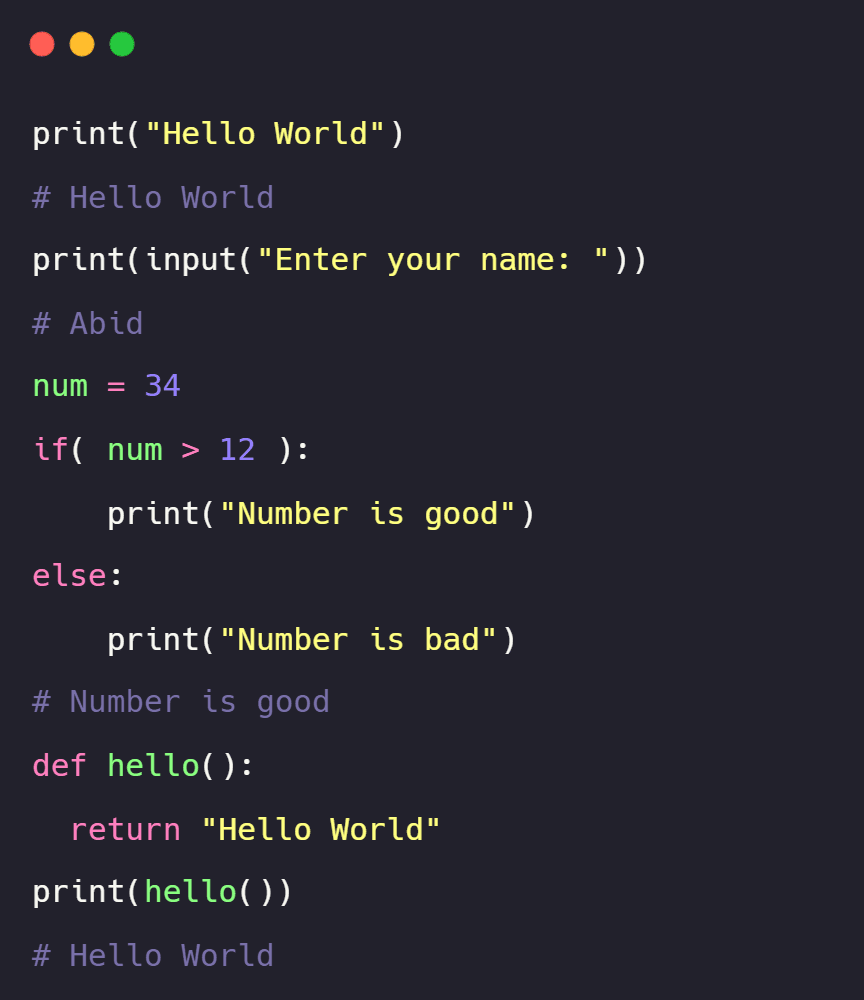 print("Hello World")
# Hello World
print(input("Enter your name: "))
# Abid
num = 34
if( num > 12 ):
    print("Number is good")
else:
    print("Number is bad")
# Number is good
def hello():
  return "Hello World"
print(hello())
# Hello World